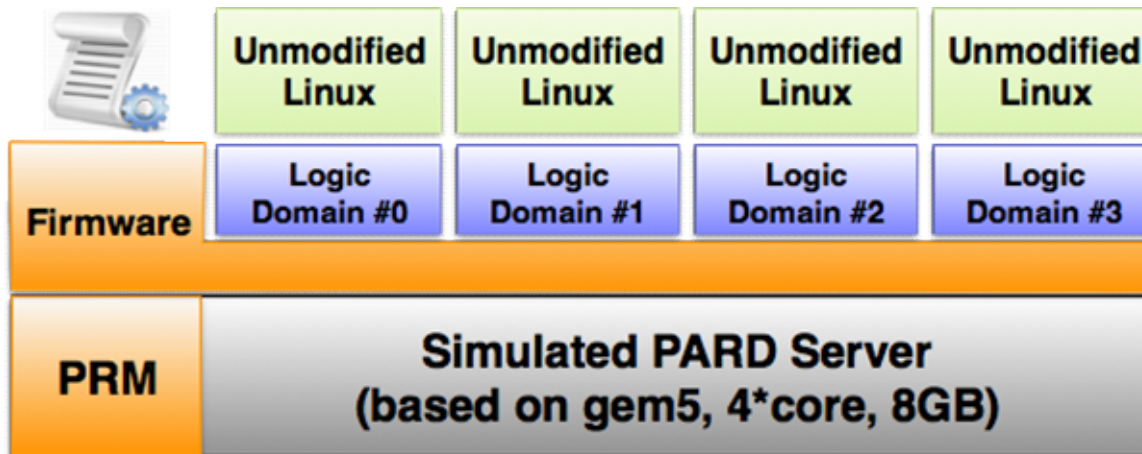 Unmodified Linux
Unmodified Linux
Unmodified Linux
Unmodified Linux
Firmware
Logic Domain #0
Logic Domain #1
Logic Domain #2
Logic Domain #3
PRM
Simulated PARD Server
(based on gem5, 4*core, 8GB)